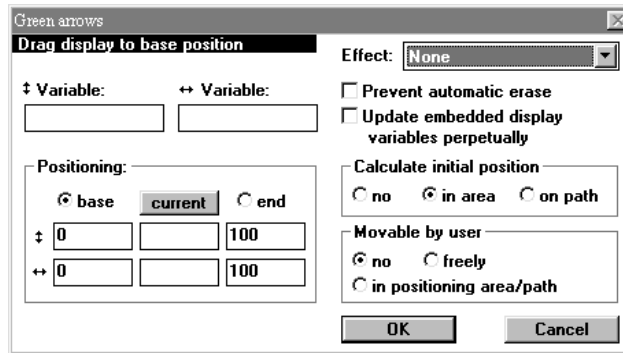 Green arrows
Drag display to base position
Effect: None
↕ Variable: ↔ Variable:
Prevent automatic erase
Update embedded display
variables perpetually
Positioning:
base current end
↕ 0 100
↔ 0 100
Calculate initial position
no in area on path
Movable by user
no freely
in positioning area/path
OK Cancel